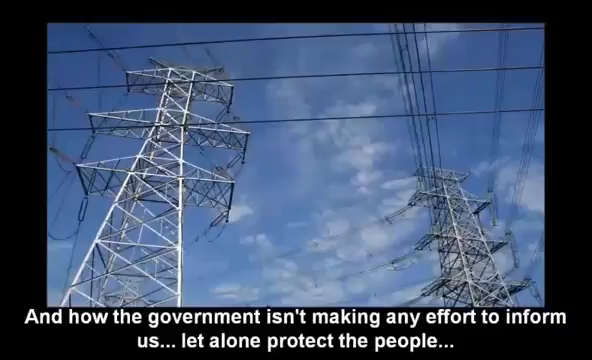 And how the government isn't making any effort to inform
us... let alone protect the people...